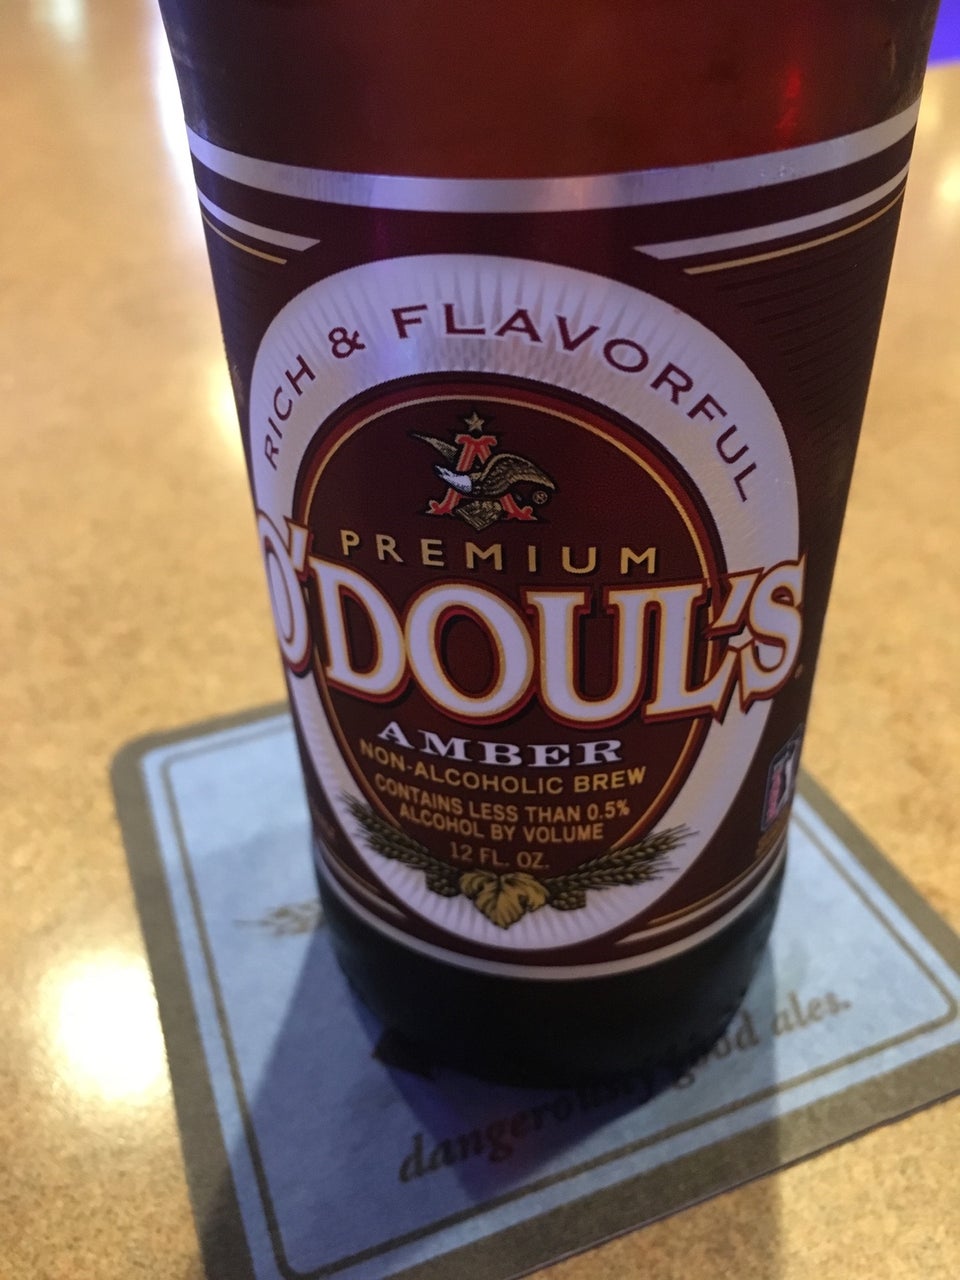 RICH & FLAVORFUL
PREMIUM
O'DOUL'S
AMBER
NON-ALCOHOLIC BREW
CONTAINS LESS THAN 0.5%
ALCOHOL BY VOLUME
12 FL. OZ.
dangerously good ales.